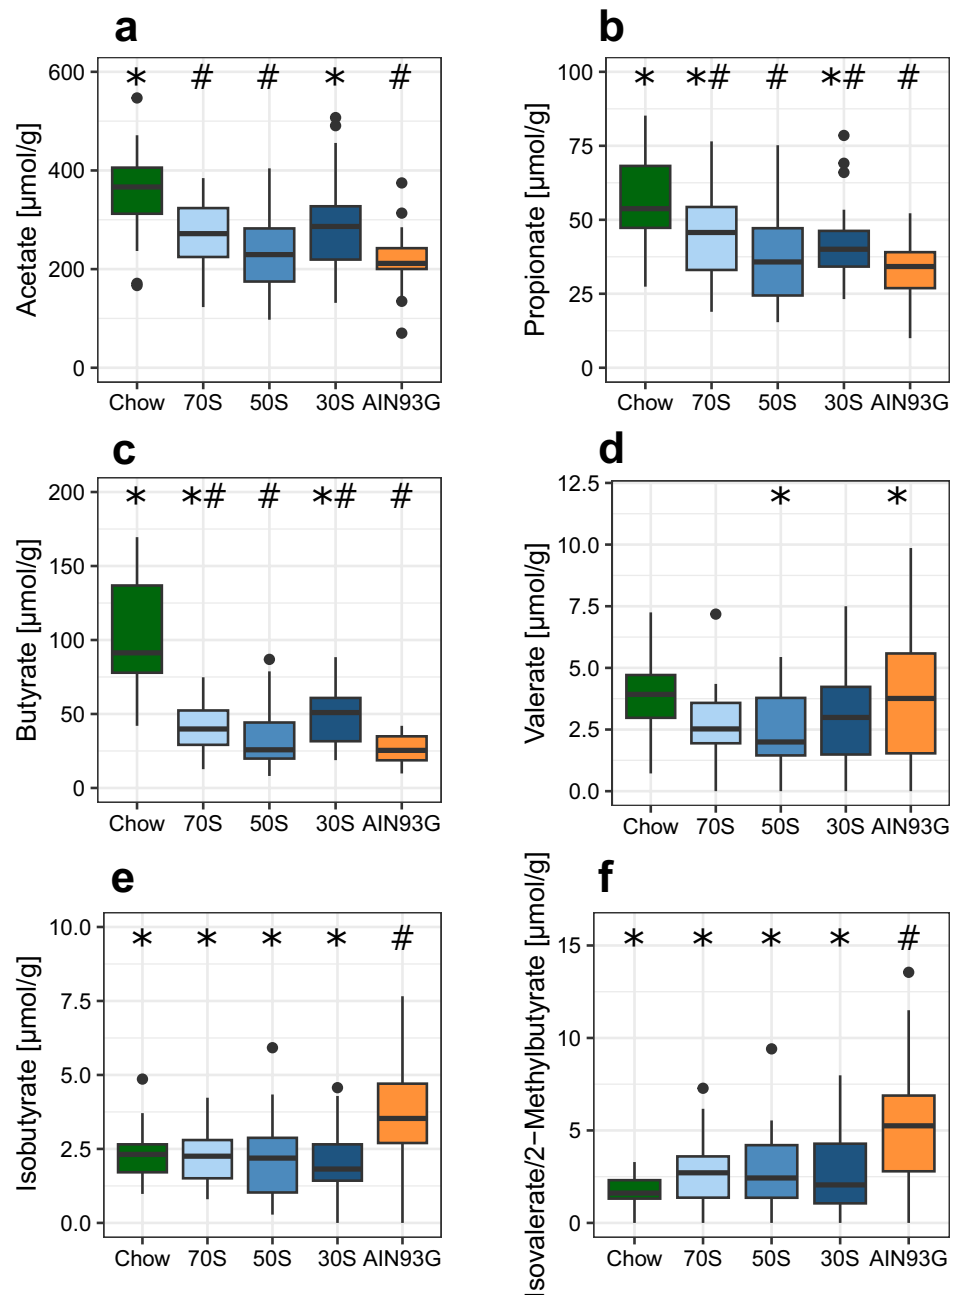 a
Acetate [µmol/g]
600
400
200
0
* # # * #
Chow 70S 50S 30S AIN93G
b
Propionate [µmol/g]
100
75
50
25
0
* *# # *# #
Chow 70S 50S 30S AIN93G
c
Butyrate [µmol/g]
200
150
100
50
0
* *# # *# #
Chow 70S 50S 30S AIN93G
d
Valerate [µmol/g]
12.5
10.0
7.5
5.0
2.5
0.0
* *
Chow 70S 50S 30S AIN93G
e
Isobutyrate [µmol/g]
10.0
7.5
5.0
2.5
0.0
* * * * #
Chow 70S 50S 30S AIN93G
f
Isovalerate/2−Methylbutyrate [µmol/g]
15
10
5
0
* * * * #
Chow 70S 50S 30S AIN93G